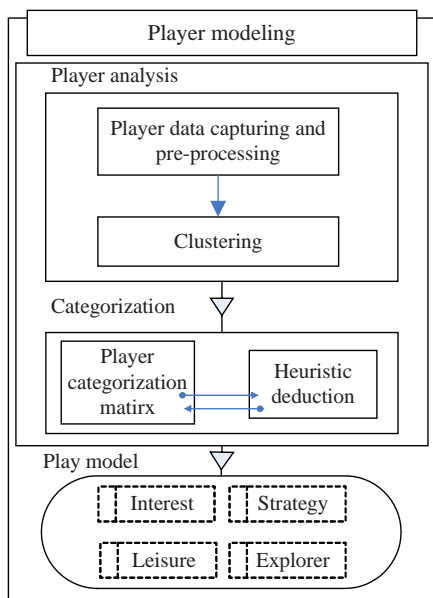 Player modeling
Player analysis
Player data capturing and
pre-processing
Clustering
Categorization
Player
categorization
matirx
Heuristic
deduction
Play model
Interest
Strategy
Leisure
Explorer